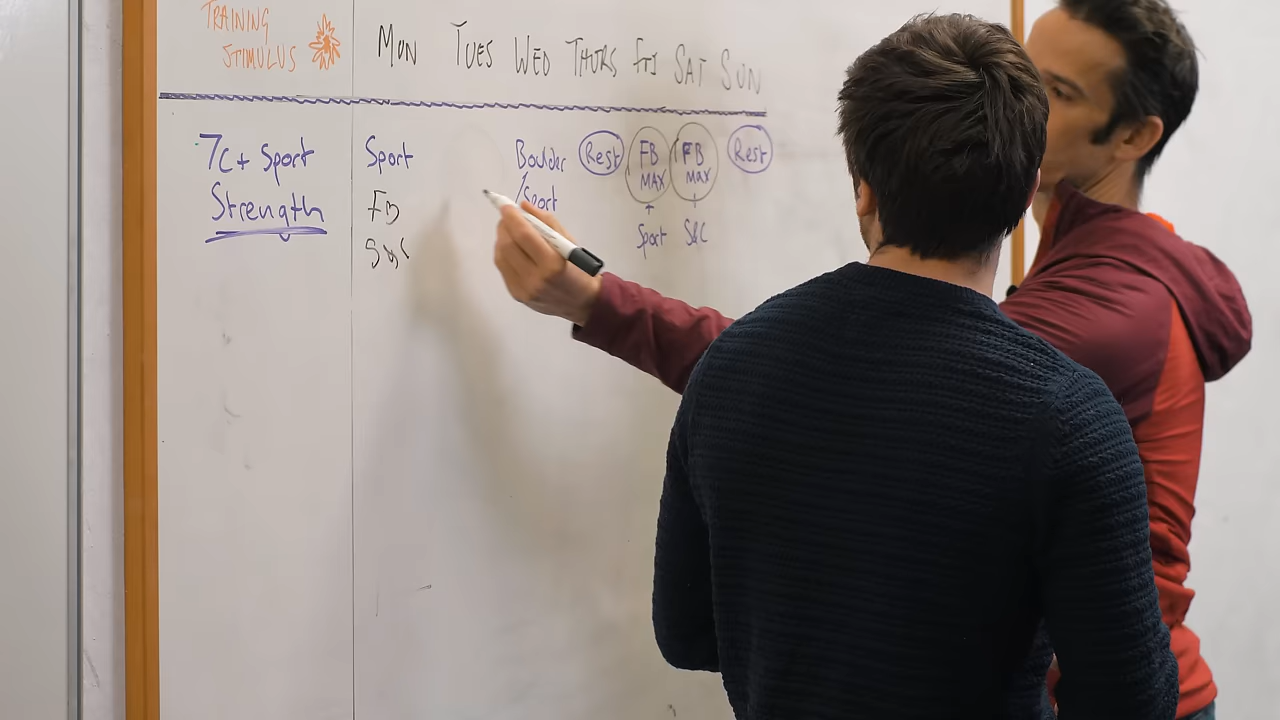 TRAINING
STIMULUS
MON TUES WED THURS FRI SAT SUN
7c+ Sport
Strength
Sport
FB
S&C
Boulder
/Sport
Rest
FB
MAX
+
Sport
FB
Max
+
S&C
Rest